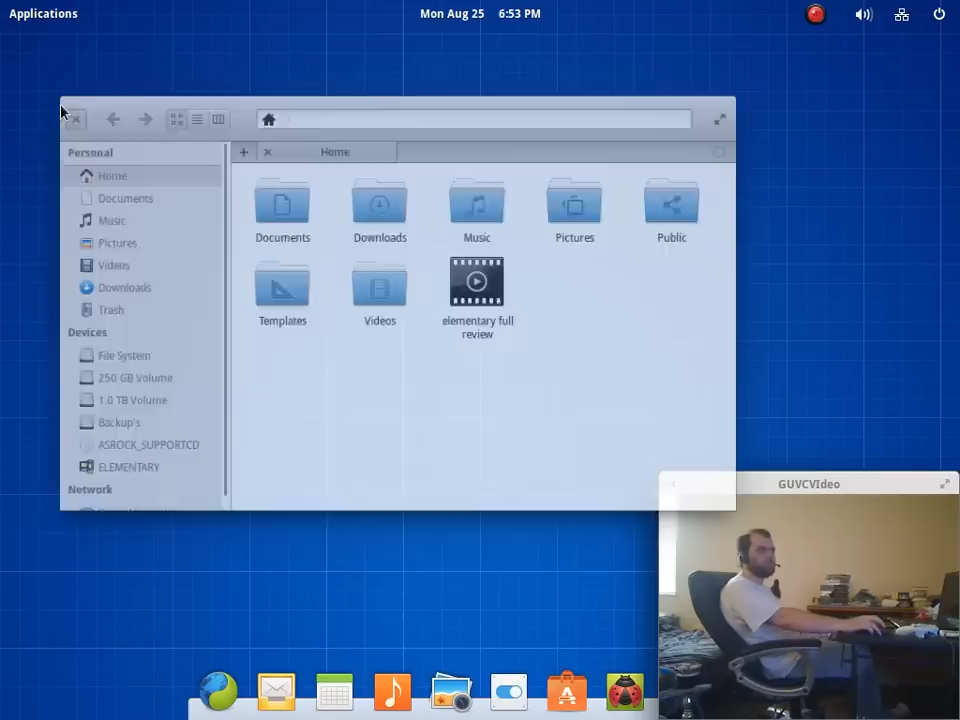 Applications
Mon Aug 25 6:53 PM
Home
Personal
Home
Documents
Music
Pictures
Videos
Downloads
Trash
Devices
File System
250 GB Volume
1.0 TB Volume
Backup's
ASROCK_SUPPORTCD
ELEMENTARY
Network
Documents
Downloads
Music
Pictures
Public
Templates
Videos
elementary full
review
GUVCVIdeo